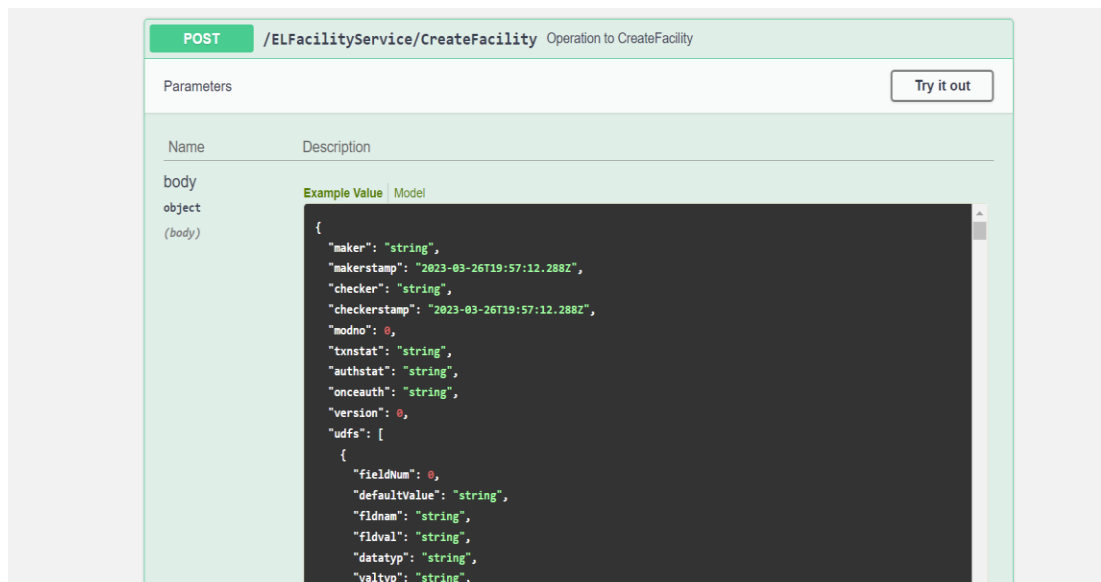 POST /ELFacilityService/CreateFacility Operation to CreateFacility
Parameters Try it out
Name Description
body
object
(body)
Example Value Model
{
"maker": "string",
"makerstamp": "2023-03-26T19:57:12.288Z",
"checker": "string",
"checkerstamp": "2023-03-26T19:57:12.288Z",
"modno": 0,
"txnstat": "string",
"authstat": "string",
"onceauth": "string",
"version": 0,
"udfs": [
{
"fieldNum": 0,
"defaultValue": "string",
"fldnam": "string",
"fldval": "string",
"datatyp": "string",
"valtyp": "string",